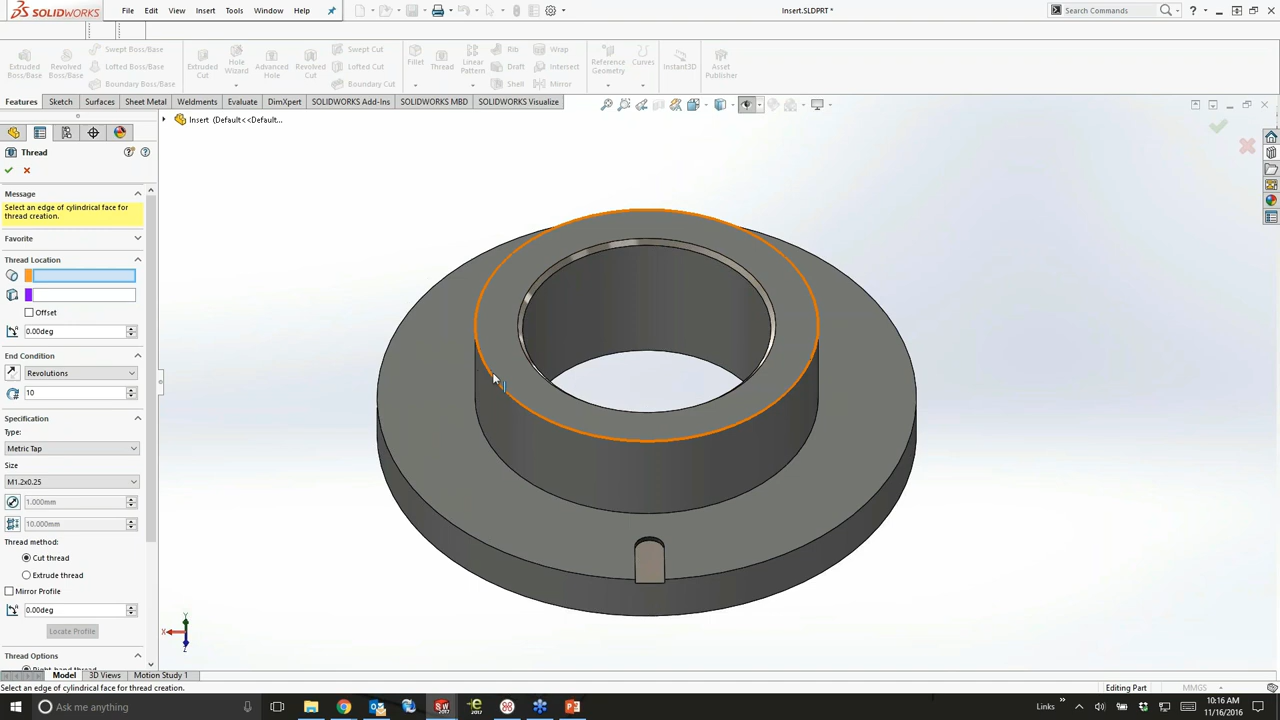 SOLIDWORKS File Edit View Insert Tools Window Help Insert.SLDPRT * Search Commands
Extruded Boss/Base
Revolved Boss/Base
Swept Boss/Base
Lofted Boss/Base
Boundary Boss/Base
Extruded Cut
Hole Wizard
Advanced Hole
Revolved Cut
Swept Cut
Lofted Cut
Boundary Cut
Fillet
Thread
Linear Pattern
Rib
Draft
Shell
Wrap
Intersect
Mirror
Reference Geometry
Curves
Instant3D
Asset Publisher
Features Sketch Surfaces Sheet Metal Weldments Evaluate DimXpert SOLIDWORKS Add-Ins SOLIDWORKS MBD SOLIDWORKS Visualize
Insert (Default<<Default...
Thread
Message
Select an edge of cylindrical face for
thread creation.
Favorite
Thread Location
Offset
0.00deg
End Condition
Revolutions
10
Specification
Type:
Metric Tap
Size
M1.2x0.25
1.000mm
10.000mm
Thread method:
Cut thread
Extrude thread
Mirror Profile
0.00deg
Locate Profile
Thread Options
Right-hand thread
Y
X
Z
Model 3D Views Motion Study 1
Select an edge of cylindrical face for thread creation. Editing Part MMGS
Ask me anything
Links
10:16 AM
11/16/2016